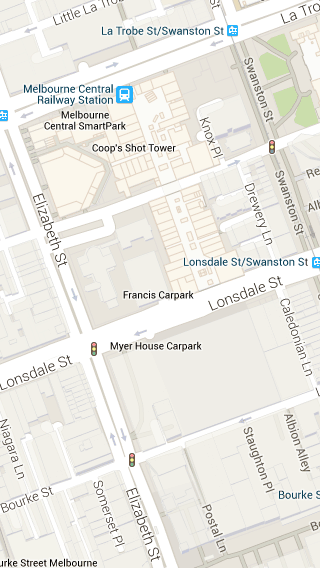 Little La Trobe St
La Trobe St/Swanston St
La Trobe
Melbourne Central
Railway Station
Melbourne
Central SmartPark
Swanston St
Coop's Shot Tower
Knox Pl
Swanston St
Drewery Ln
Elizabeth St
Lonsdale St/Swanston St
Francis Carpark
Lonsdale St
Caledonian Ln
Myer House Carpark
Lonsdale St
Niagara Ln
Albion Alley
Staughton Pl
Bourke St
Somerset Pl
Elizabeth St
Postal Ln
Bourke S
urke Street Melbourne